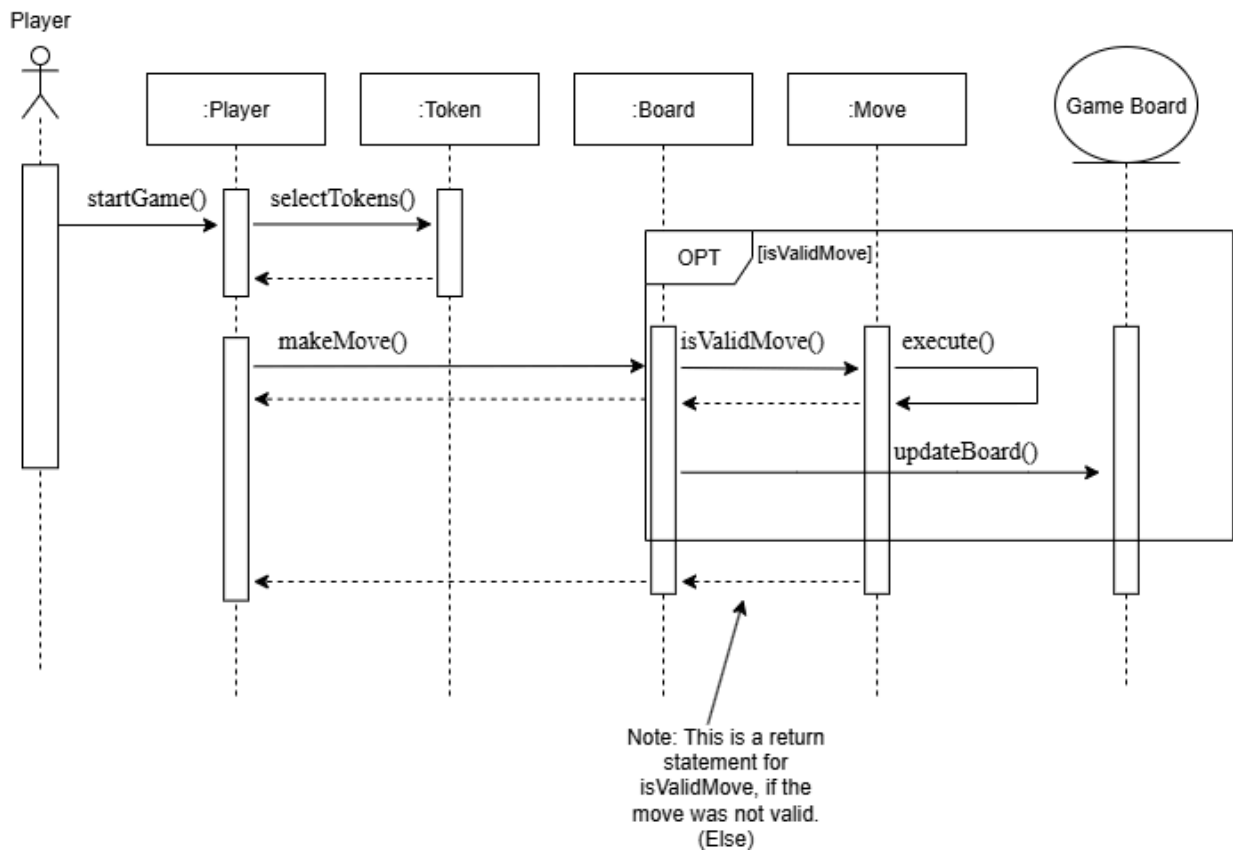 Player
:Player
:Token
:Board
:Move
Game Board
startGame()
selectTokens()
OPT
[isValidMove]
makeMove()
isValidMove()
execute()
updateBoard()
Note: This is a return
statement for
isValidMove, if the
move was not valid.
(Else)